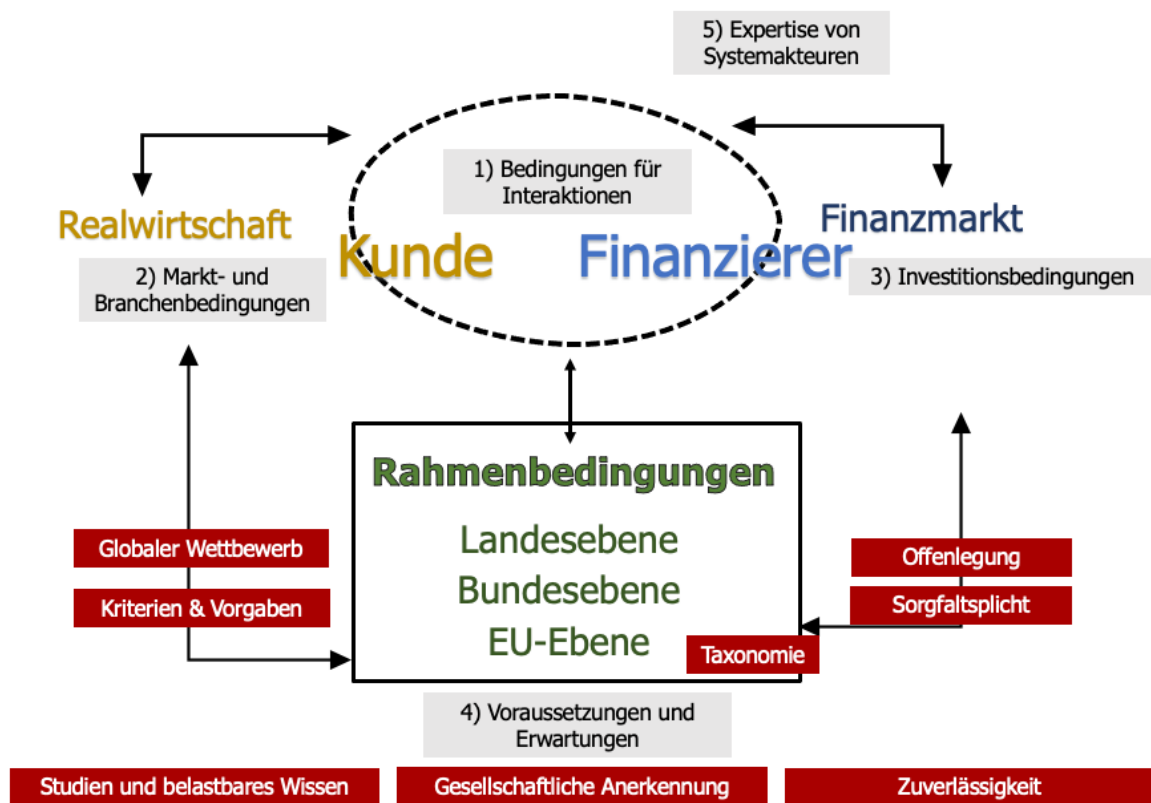 5) Expertise von
Systemakteuren
1) Bedingungen für
Interaktionen
Realwirtschaft
Finanzmarkt
Kunde
Finanzierer
2) Markt- und
Branchenbedingungen
3) Investitionsbedingungen
Rahmenbedingungen
Landesebene
Bundesebene
EU-Ebene
Globaler Wettbewerb
Kriterien & Vorgaben
Offenlegung
Sorgfaltsplicht
Taxonomie
4) Voraussetzungen und
Erwartungen
Studien und belastbares Wissen
Gesellschaftliche Anerkennung
Zuverlässigkeit